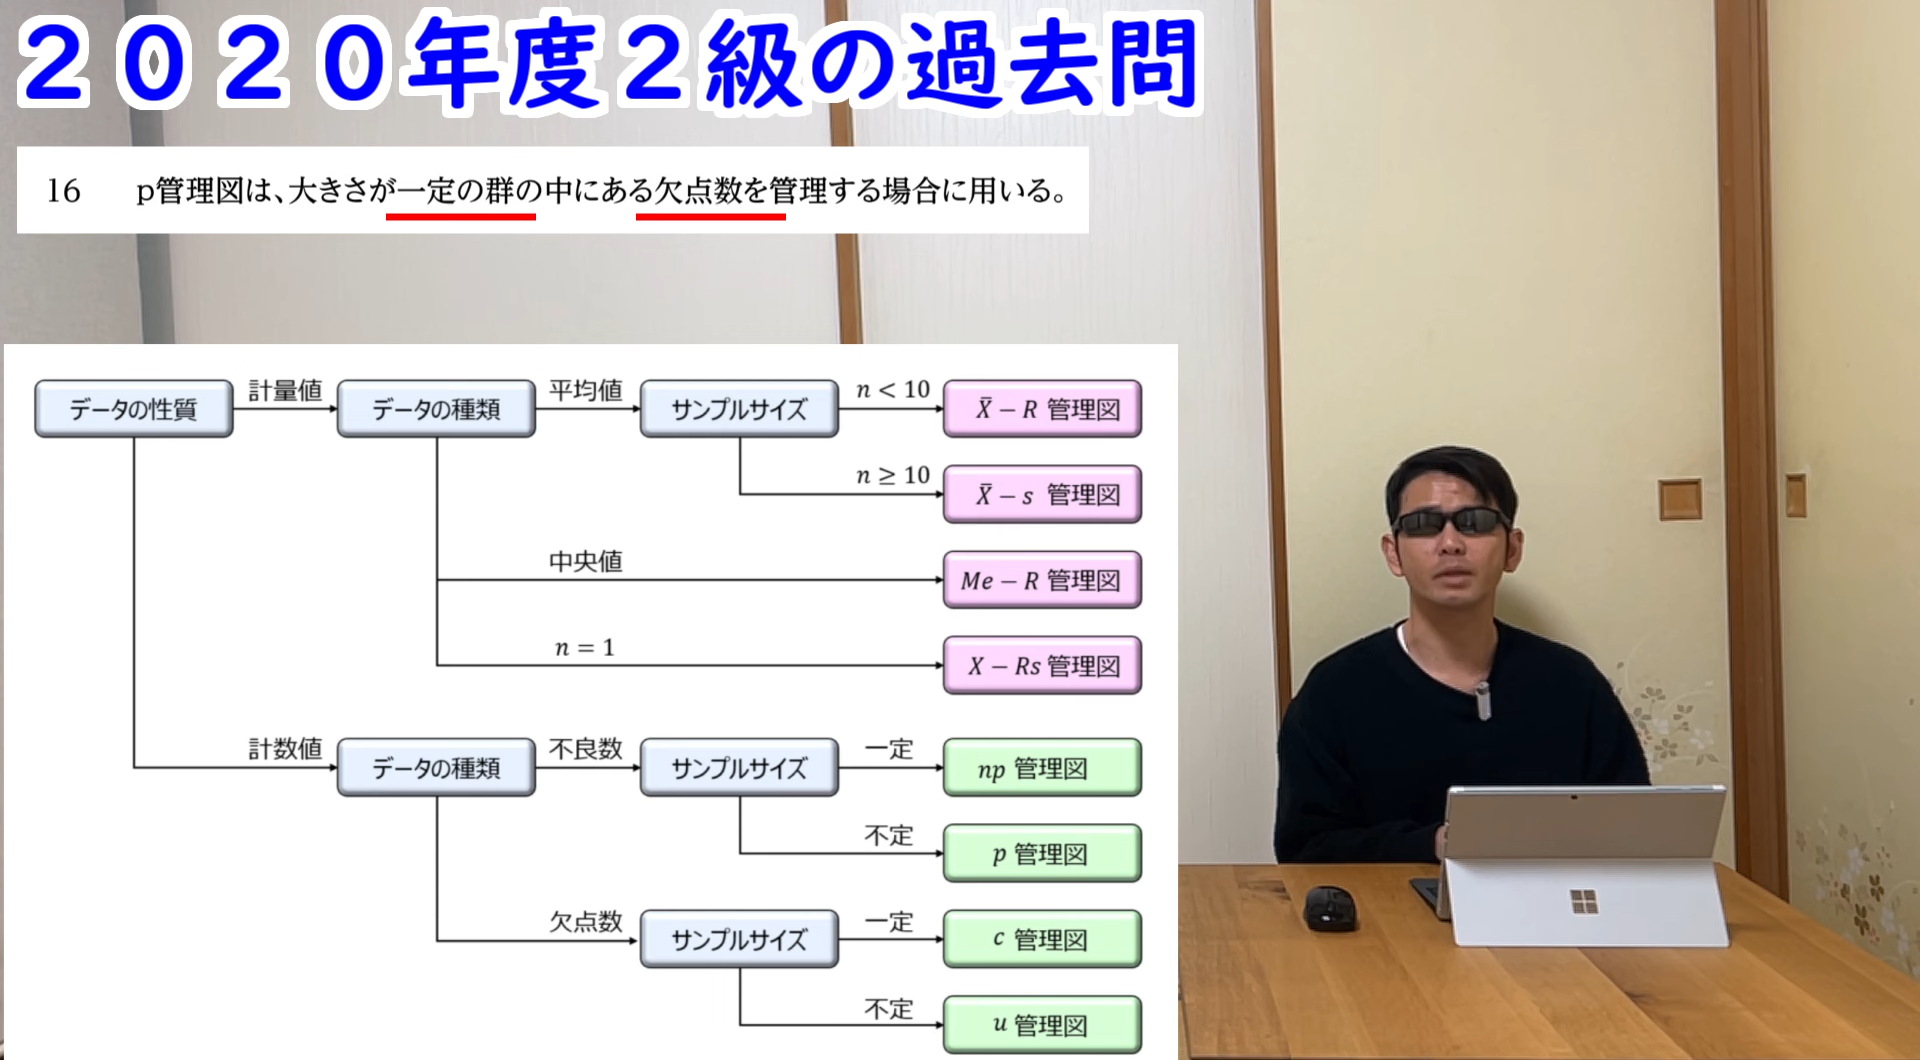 ２０２０年度２級の過去問
16　p管理図は、大きさが一定の群の中にある欠点数を管理する場合に用いる。
データの性質
計量値
データの種類
平均値
サンプルサイズ
n < 10
X̄ − R 管理図
n ≥ 10
X̄ − s 管理図
中央値
Me − R 管理図
n = 1
X − Rs 管理図
計数値
データの種類
不良数
サンプルサイズ
一定
np 管理図
不定
p 管理図
欠点数
サンプルサイズ
一定
c 管理図
不定
u 管理図